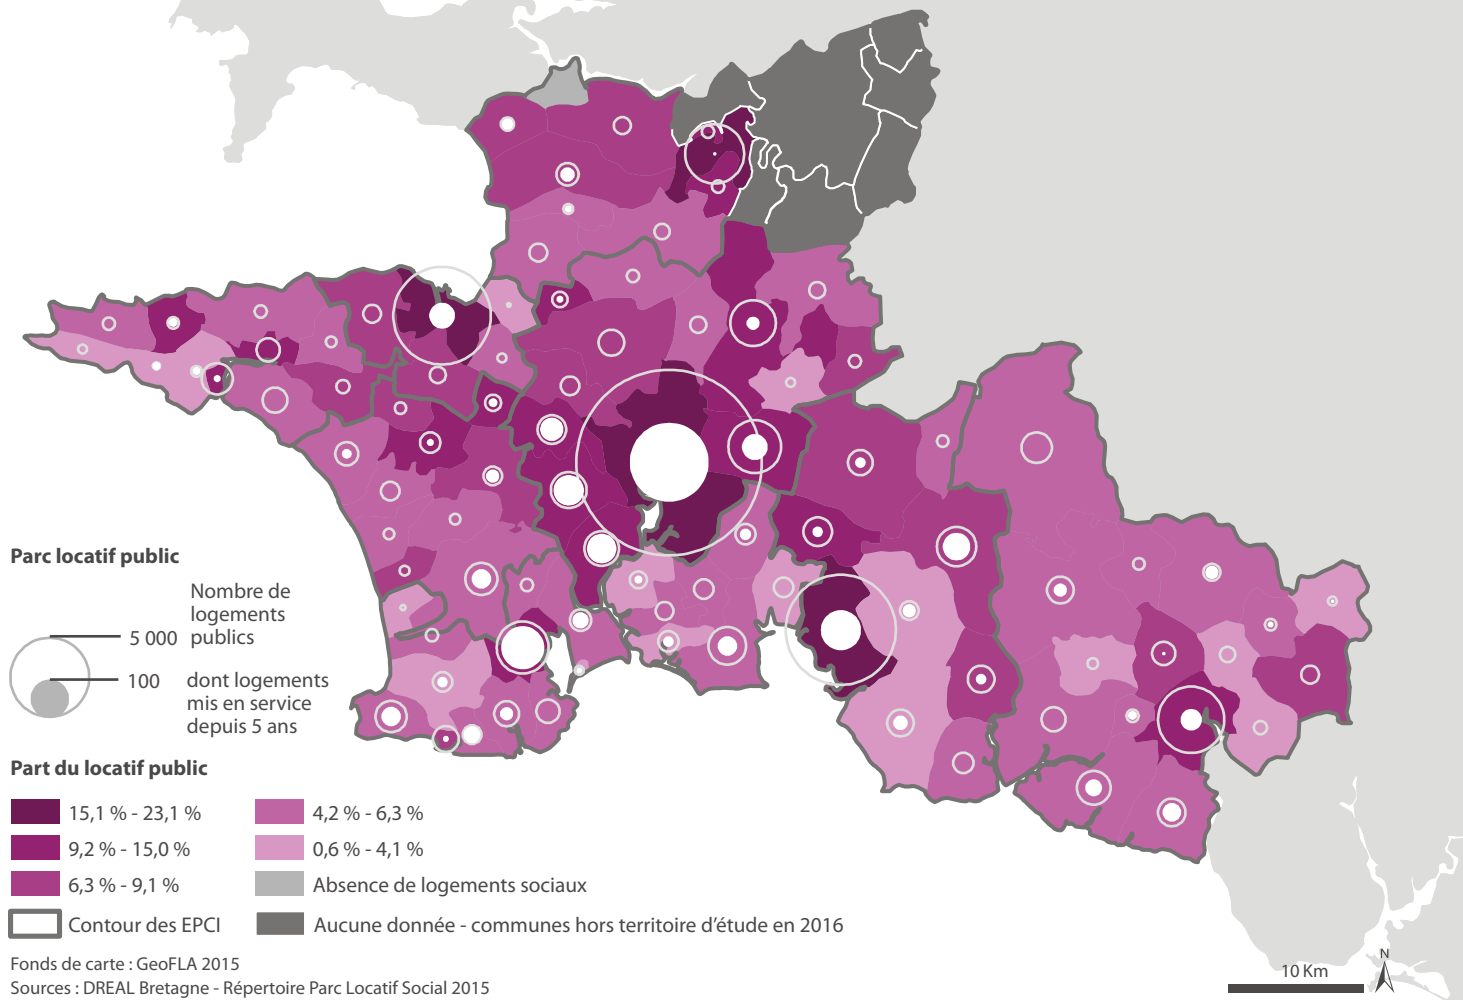 Parc locatif public
Nombre de
logements
publics
5 000
100
dont logements
mis en service
depuis 5 ans
Part du locatif public
15,1 % - 23,1 %
9,2 % - 15,0 %
6,3 % - 9,1 %
4,2 % - 6,3 %
0,6 % - 4,1 %
Absence de logements sociaux
Contour des EPCI
Aucune donnée - communes hors territoire d'étude en 2016
Fonds de carte : GeoFLA 2015
Sources : DREAL Bretagne - Répertoire Parc Locatif Social 2015
10 Km
N